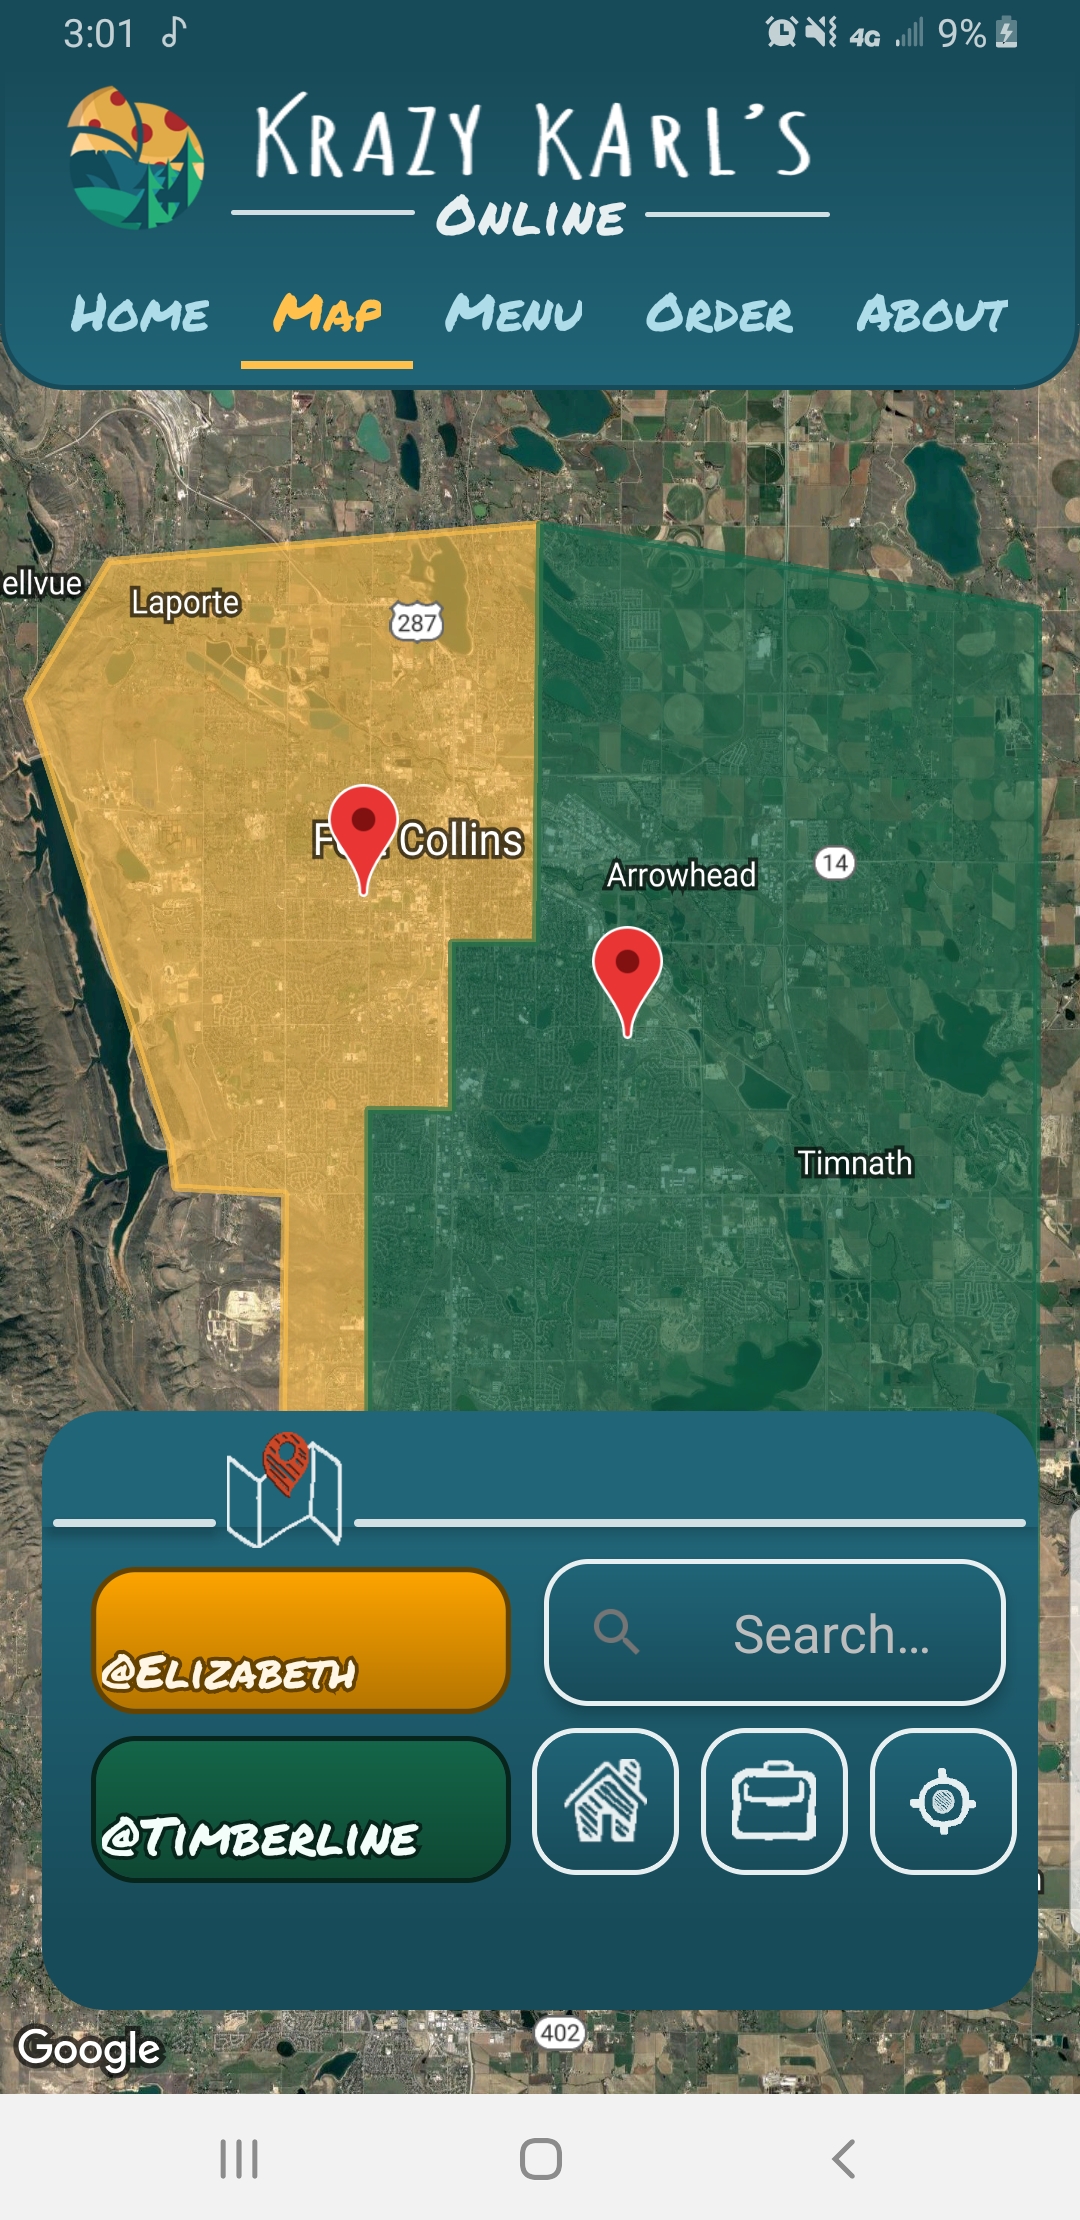 3:01 4G 9%
KRAZY KARL'S
ONLINE
HOME MAP MENU ORDER ABOUT
ellvue
Laporte
287
Fort Collins
Arrowhead
14
Timnath
@ELIZABETH
Search...
@TIMBERLINE
402
Google